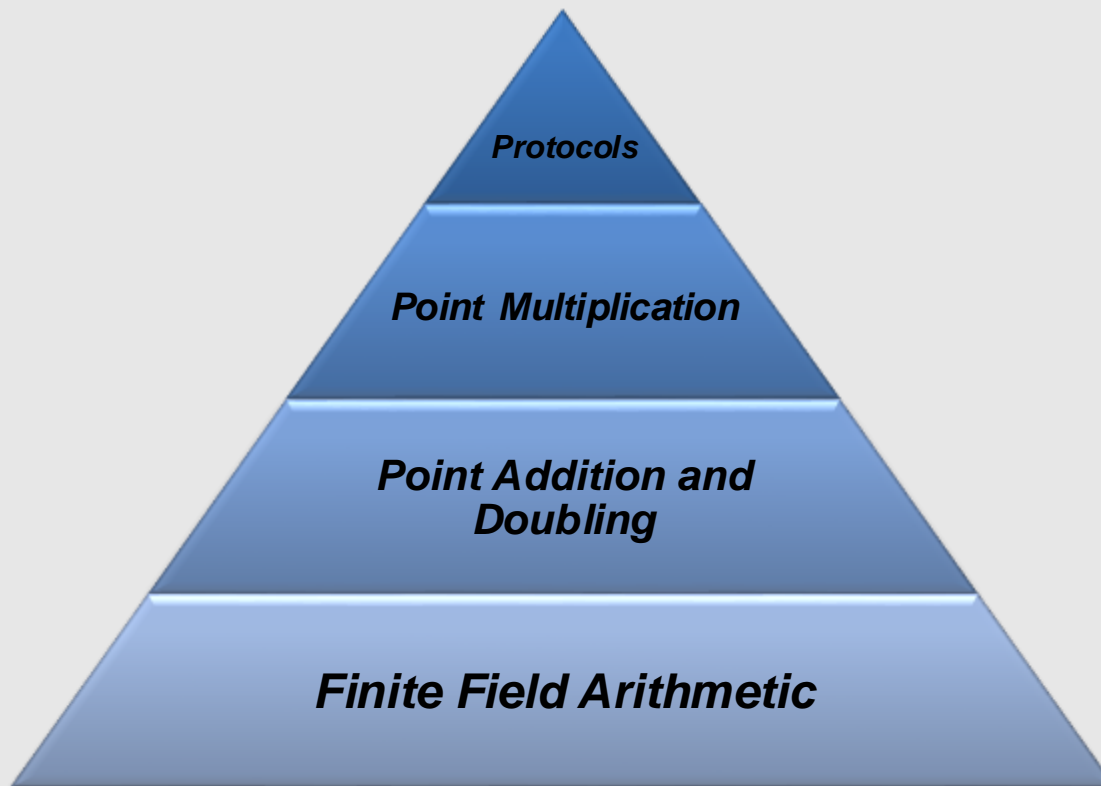 Protocols
Point Multiplication
Point Addition and
Doubling
Finite Field Arithmetic